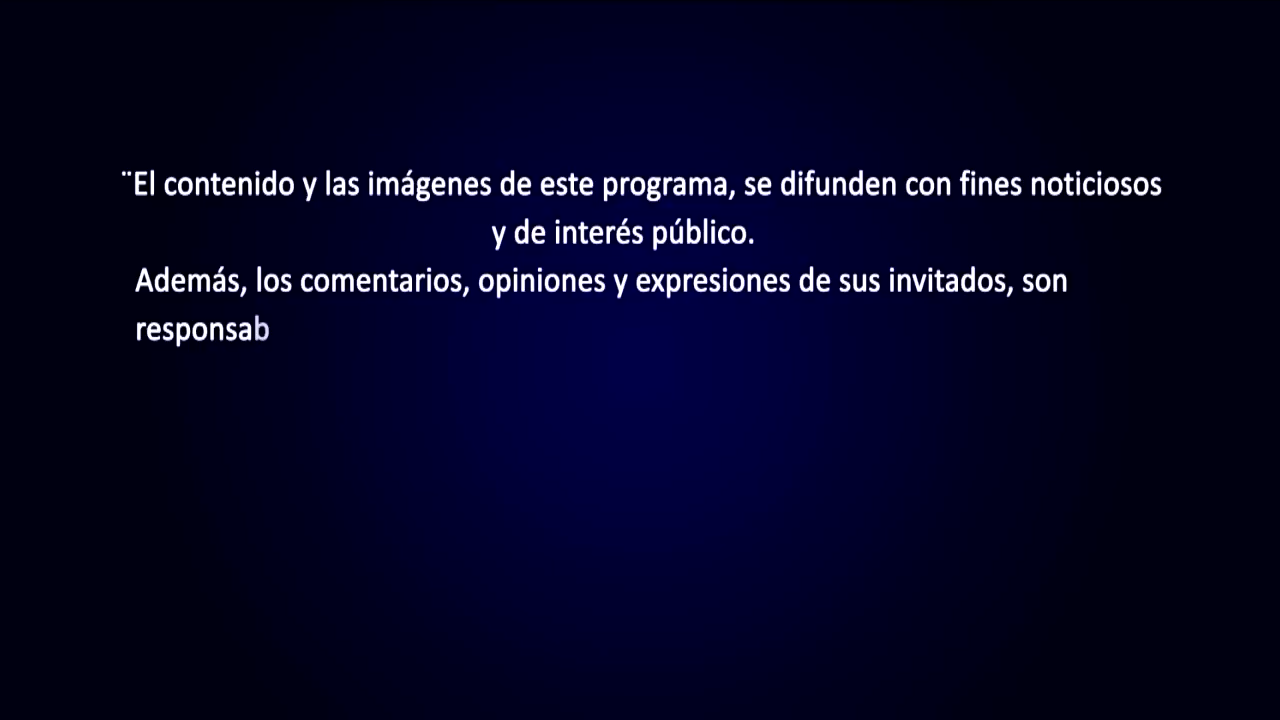 ¨El contenido y las imágenes de este programa, se difunden con fines noticiosos
y de interés público.
Además, los comentarios, opiniones y expresiones de sus invitados, son
responsab